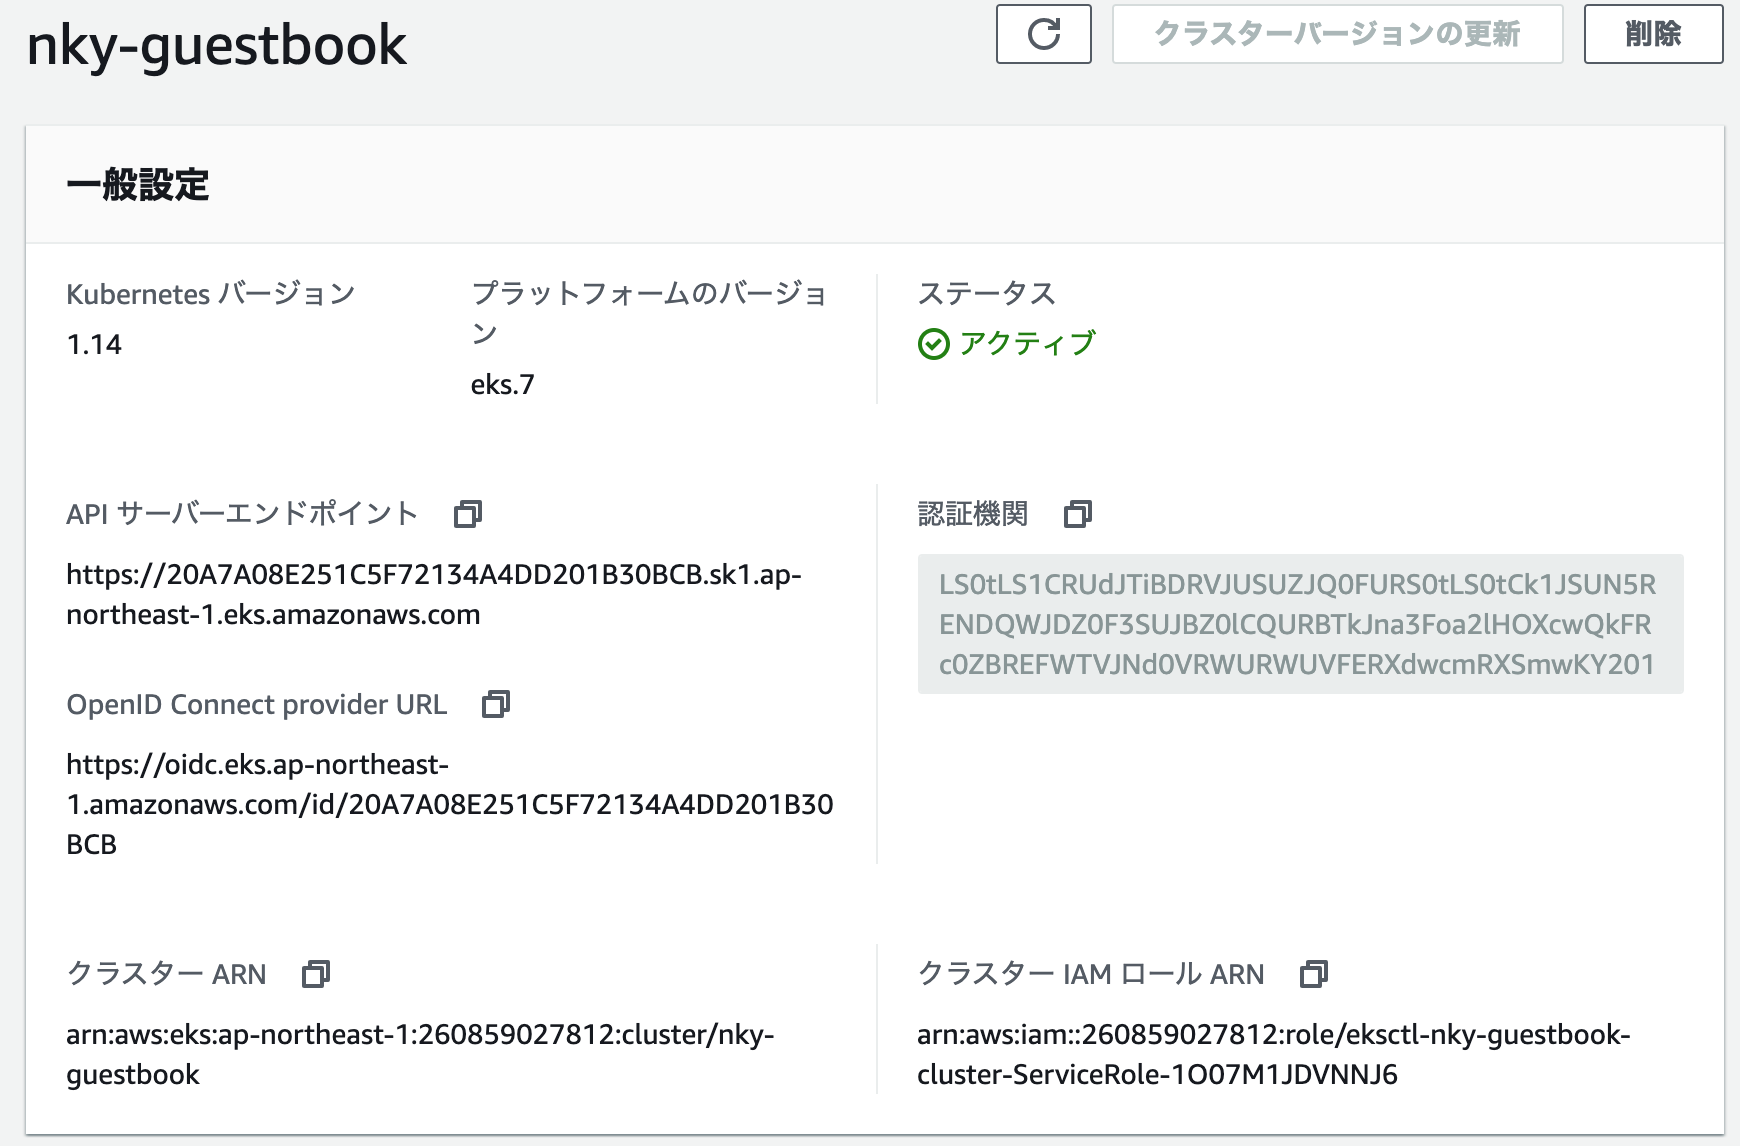 nky-guestbook
クラスターバージョンの更新
削除
一般設定
Kubernetes バージョン
1.14
プラットフォームのバージョ
ン
eks.7
ステータス
アクティブ
API サーバーエンドポイント
https://20A7A08E251C5F72134A4DD201B30BCB.sk1.ap-
northeast-1.eks.amazonaws.com
OpenID Connect provider URL
https://oidc.eks.ap-northeast-
1.amazonaws.com/id/20A7A08E251C5F72134A4DD201B30
BCB
認証機関
LS0tLS1CRUdJTiBDRVJUSUZJQ0FURS0tLS0tCk1JSUN5R
ENDQWJDZ0F3SUJBZ0lCQURBTkJna3Foa2lHOXcwQkFR
c0ZBREFWTVJNd0VRWURWUVFERXdwcmRXSmwKY201
クラスター ARN
arn:aws:eks:ap-northeast-1:260859027812:cluster/nky-
guestbook
クラスター IAM ロール ARN
arn:aws:iam::260859027812:role/eksctl-nky-guestbook-
cluster-ServiceRole-1O07M1JDVNNJ6